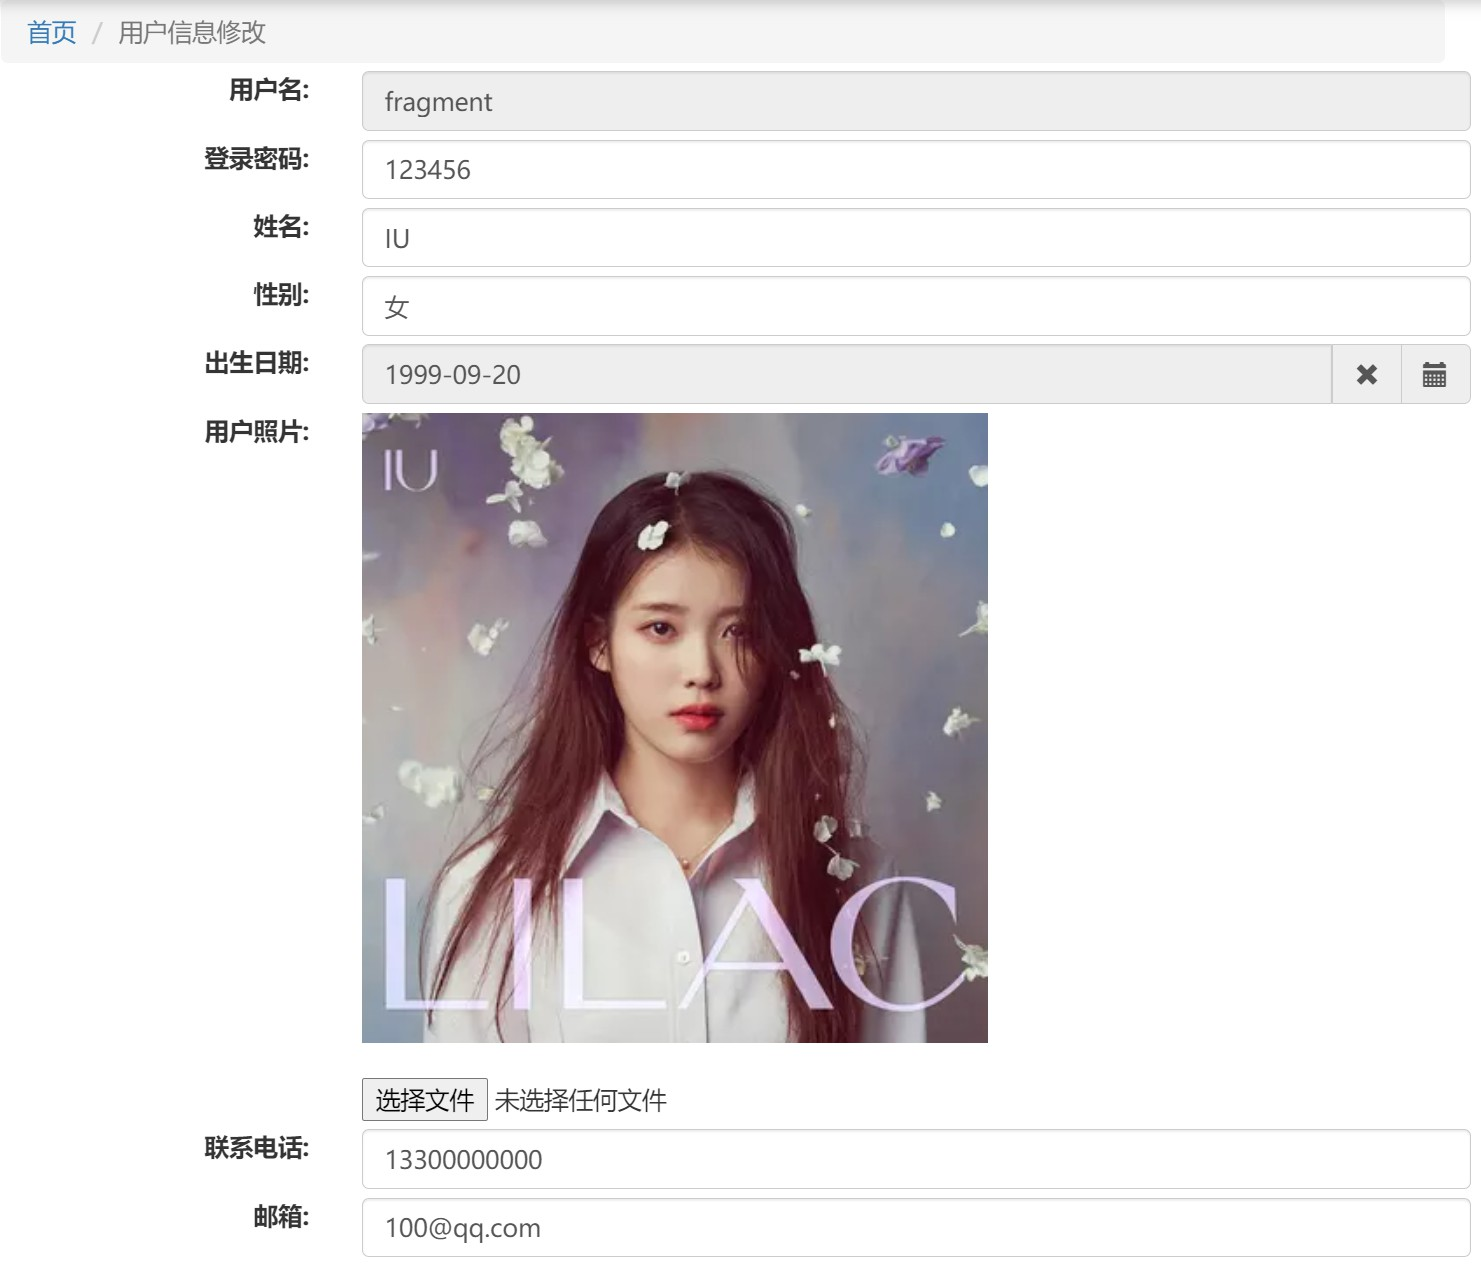 首页 / 用户信息修改
用户名: fragment
登录密码: 123456
姓名: IU
性别: 女
出生日期: 1999-09-20
用户照片:
IU
LILAC
选择文件 未选择任何文件
联系电话: 13300000000
邮箱: 100@qq.com